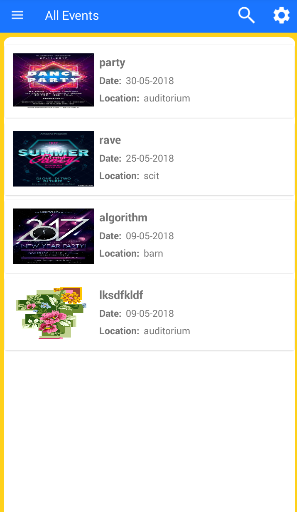 All Events
party
Date: 30-05-2018
Location: auditorium
DANCE
PARTY
rave
Date: 25-05-2018
Location: scit
SUMMER
algorithm
Date: 09-05-2018
Location: barn
2017
NEW YEAR PARTY!
lksdfkldf
Date: 09-05-2018
Location: auditorium